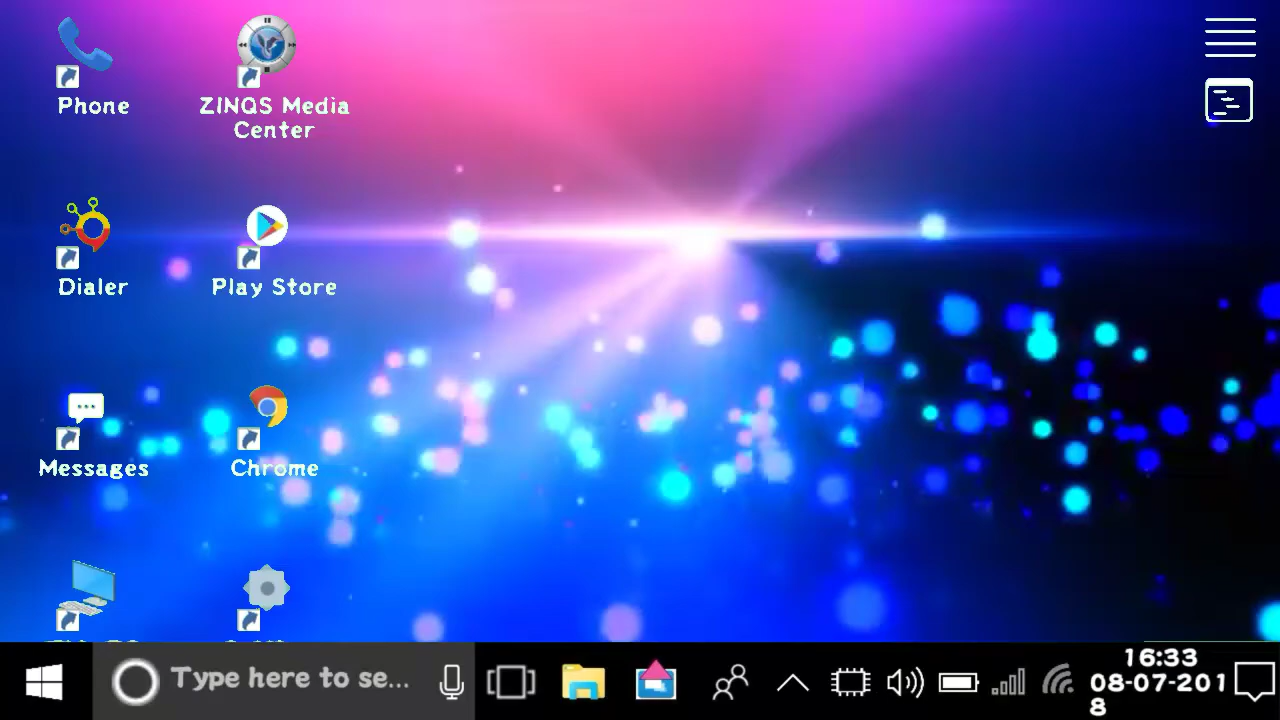 Phone
ZINQS Media
Center
Dialer
Play Store
Messages
Chrome
Type here to se...
16:33
08-07-201
8